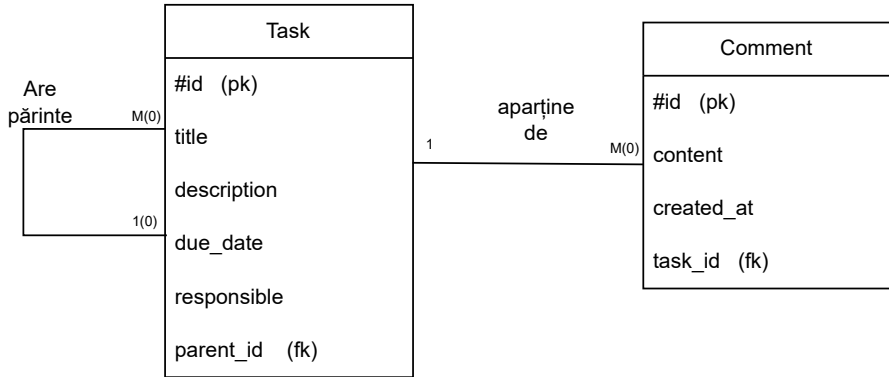 Task
#id (pk)
title
description
due_date
responsible
parent_id (fk)
Are
părinte
M(0)
1(0)
aparține
de
1
M(0)
Comment
#id (pk)
content
created_at
task_id (fk)